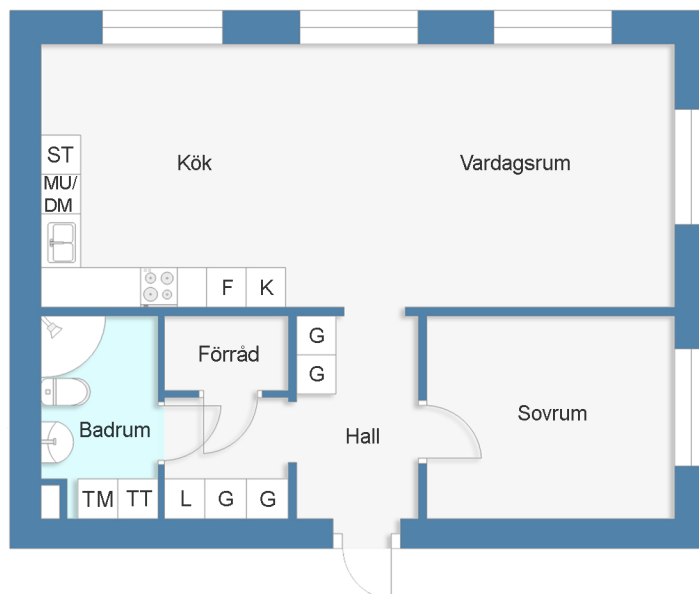 ST
Kök
Vardagsrum
MU/
DM
F K
G
Förråd
G
Sovrum
Badrum
Hall
TM TT L G G